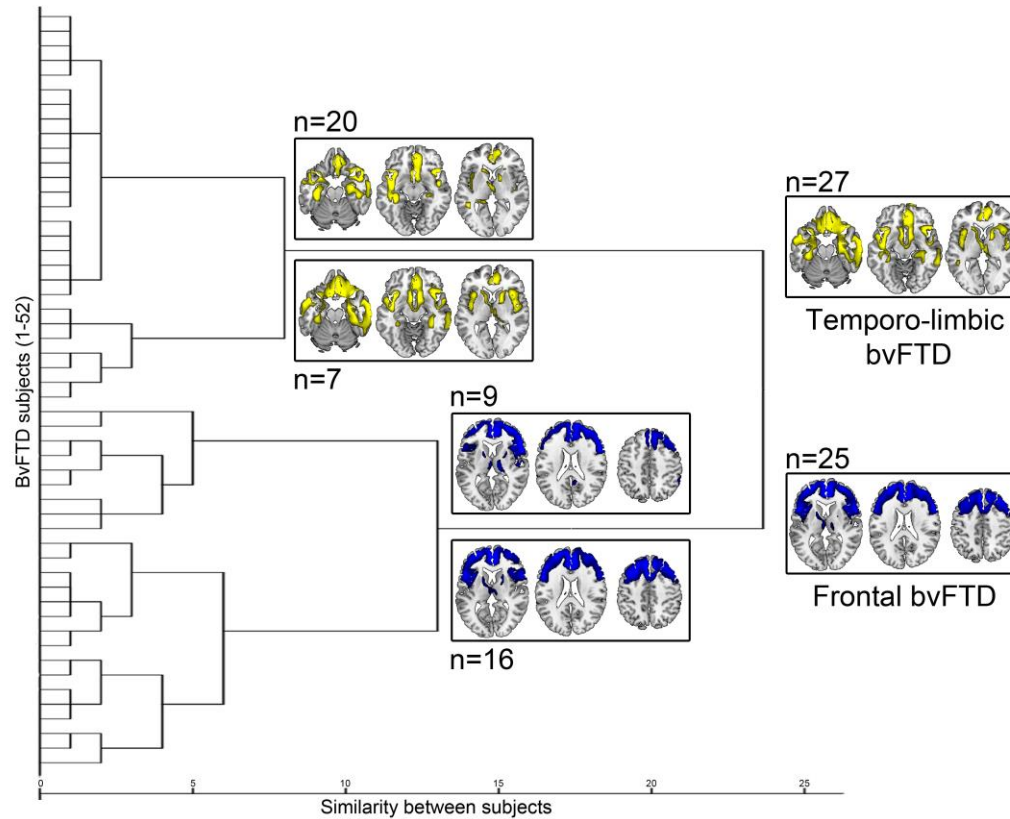 n=20
n=27
Temporo-limbic
bvFTD
n=7
n=9
n=25
Frontal bvFTD
n=16
BvFTD subjects (1-52)
0 5 10 15 20 25
Similarity between subjects